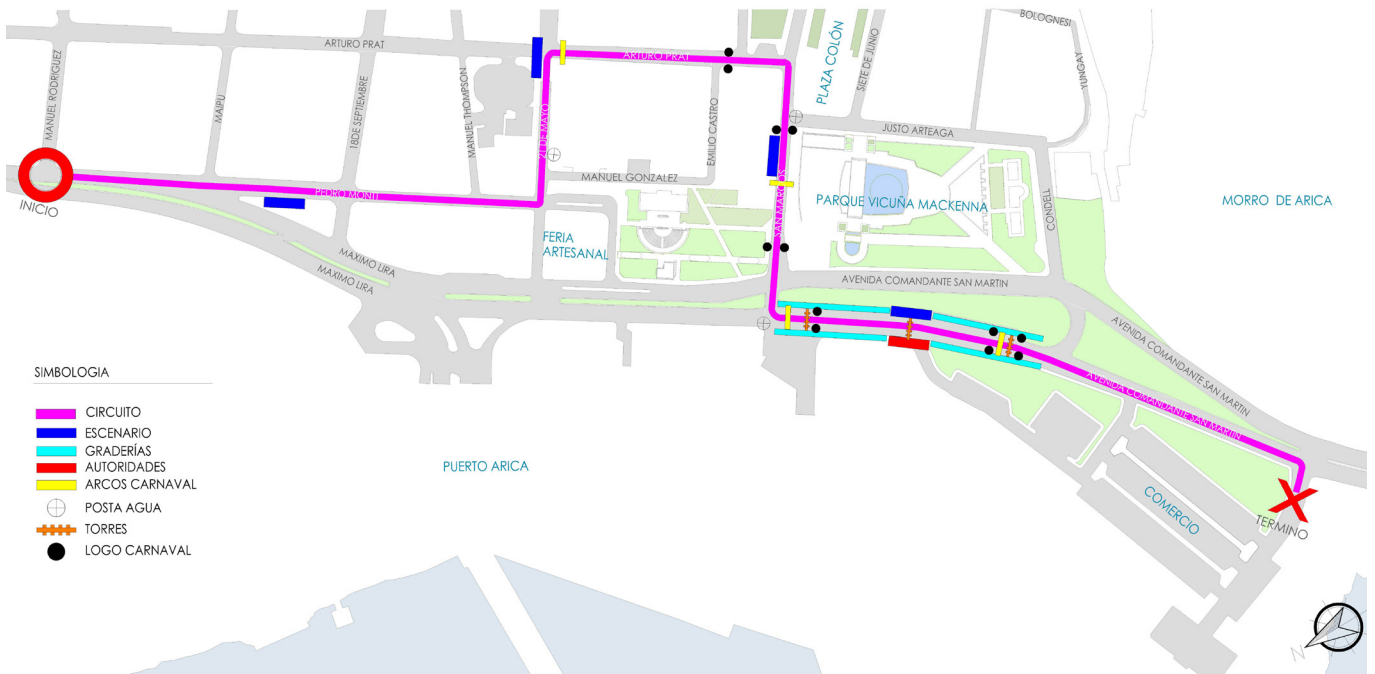 BOLOGNESI
ARTURO PRAT
ARTURO PRAT
MANUEL RODRIGUEZ
MAIPU
18DE SEPTIEMBRE
MANUEL THOMPSON
21 DE MAYO
EMILIO CASTRO
PLAZA COLÓN
SIETE DE JUNIO
YUNGAY
JUSTO ARTEAGA
MANUEL GONZALEZ
PEDRO MONTT
INICIO
SAN MARCOS
PARQUE VICUÑA MACKENNA
CONDELL
MORRO DE ARICA
FERIA
ARTESANAL
MAXIMO LIRA
MAXIMO LIRA
AVENIDA COMANDANTE SAN MARTIN
AVENIDA COMANDANTE SAN MARTIN
AVENIDA COMANDANTE SAN MARTIN
SIMBOLOGIA
CIRCUITO
ESCENARIO
GRADERÍAS
AUTORIDADES
ARCOS CARNAVAL
POSTA AGUA
TORRES
LOGO CARNAVAL
PUERTO ARICA
COMERCIO
TERMINO
N